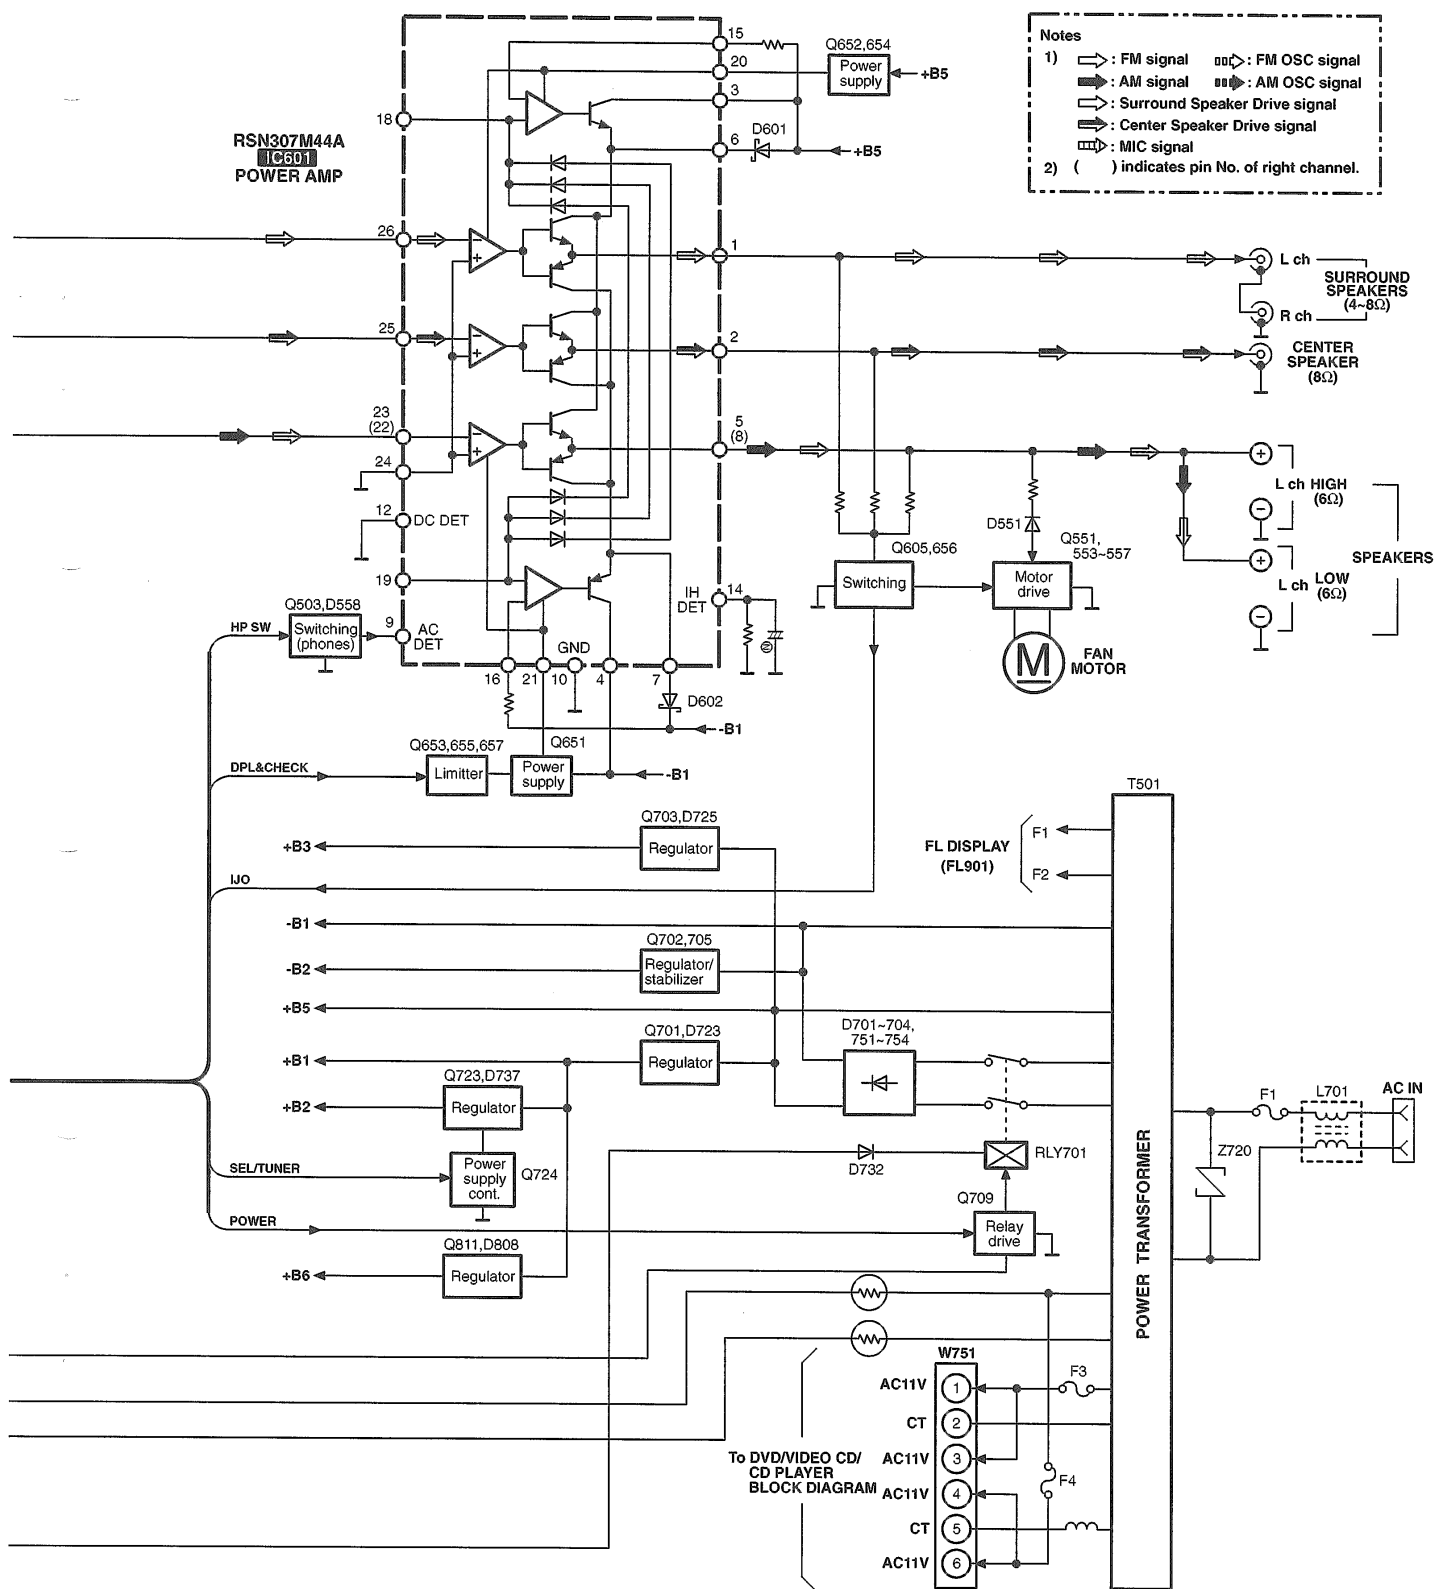 15
Q652,654
20
Power
supply
+B5
3
18
D601
6
+B5
RSN307M44A
IC601
POWER AMP
Notes
1) : FM signal : FM OSC signal
: AM signal : AM OSC signal
: Surround Speaker Drive signal
: Center Speaker Drive signal
: MIC signal
2) ( ) indicates pin No. of right channel.
26
-
+
1
L ch
SURROUND
SPEAKERS
(4~8Ω)
R ch
25
-
+
2
CENTER
SPEAKER
(8Ω)
23
(22)
-
+
5
(8)
24
+
L ch HIGH
(6Ω)
-
12
DC DET
D551
Q551,
553~557
Q605,656
SPEAKERS
+
L ch LOW
(6Ω)
-
Switching
Motor
drive
19
IH
DET
14
Q503,D558
HP SW
Switching
(phones)
9
AC
DET
GND
M
FAN
MOTOR
16
21
10
4
7
D602
-B1
Q653,655,657
Q651
DPL&CHECK
Limitter
Power
supply
-B1
T501
Q703,D725
+B3
Regulator
FL DISPLAY
(FL901)
F1
F2
IJO
-B1
Q702,705
-B2
Regulator/
stabilizer
+B5
D701~704,
751~754
Q701,D723
+B1
Regulator
Q723,D737
+B2
Regulator
F1
L701
AC IN
Z720
SEL/TUNER
Power
supply
cont.
Q724
D732
RLY701
Q709
POWER
Relay
drive
Q811,D808
+B6
Regulator
POWER TRANSFORMER
W751
AC11V
1
F3
CT
2
To DVD/VIDEO CD/
CD PLAYER
BLOCK DIAGRAM
AC11V
3
F4
AC11V
4
CT
5
AC11V
6